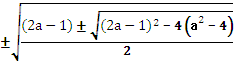 ±√(((2a − 1) ± √((2a − 1)² − 4(a² − 4)))/2)